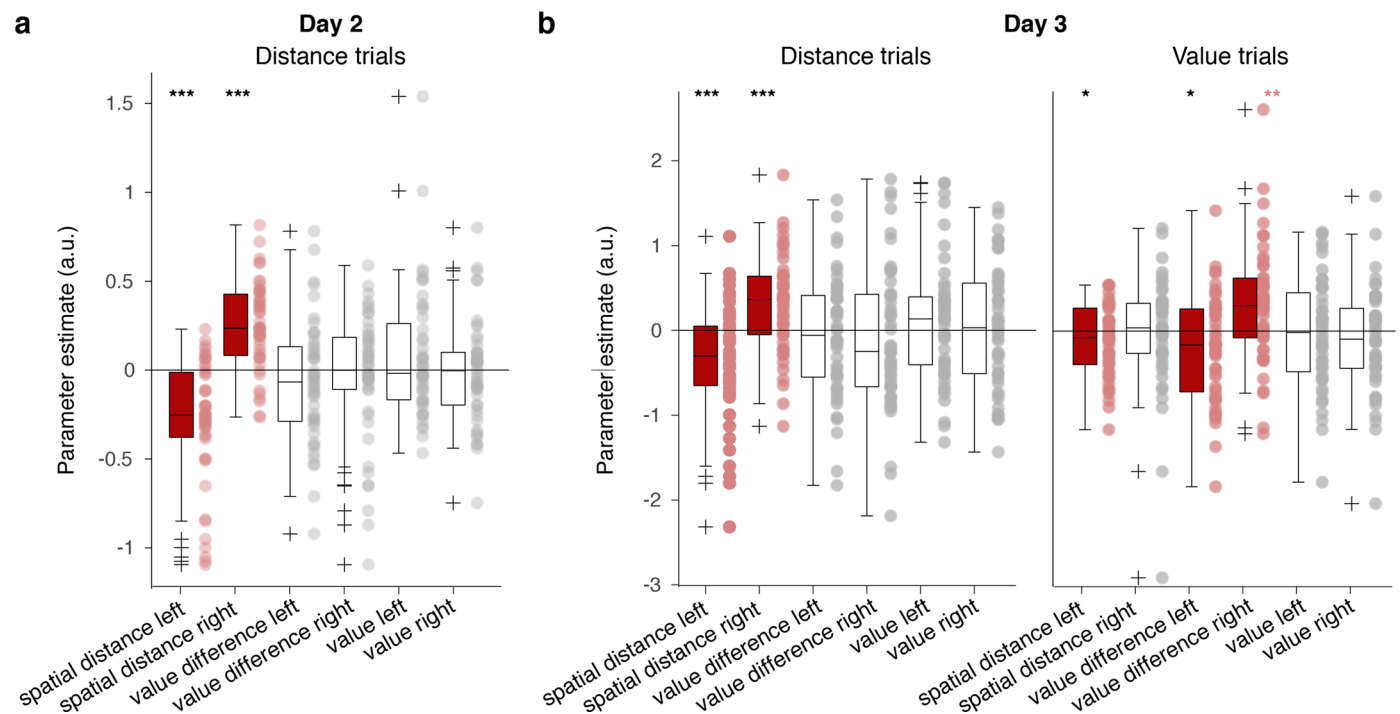 a
Day 2
Distance trials
Parameter estimate (a.u.)
1.5
1
0.5
0
-0.5
-1
*** ***
spatial distance left
spatial distance right
value difference left
value difference right
value left
value right
b
Day 3
Distance trials
Parameter estimate (a.u.)
2
1
0
-1
-2
-3
*** ***
spatial distance left
spatial distance right
value difference left
value difference right
value left
value right
Value trials
* * **
spatial distance left
spatial distance right
value difference left
value difference right
value left
value right